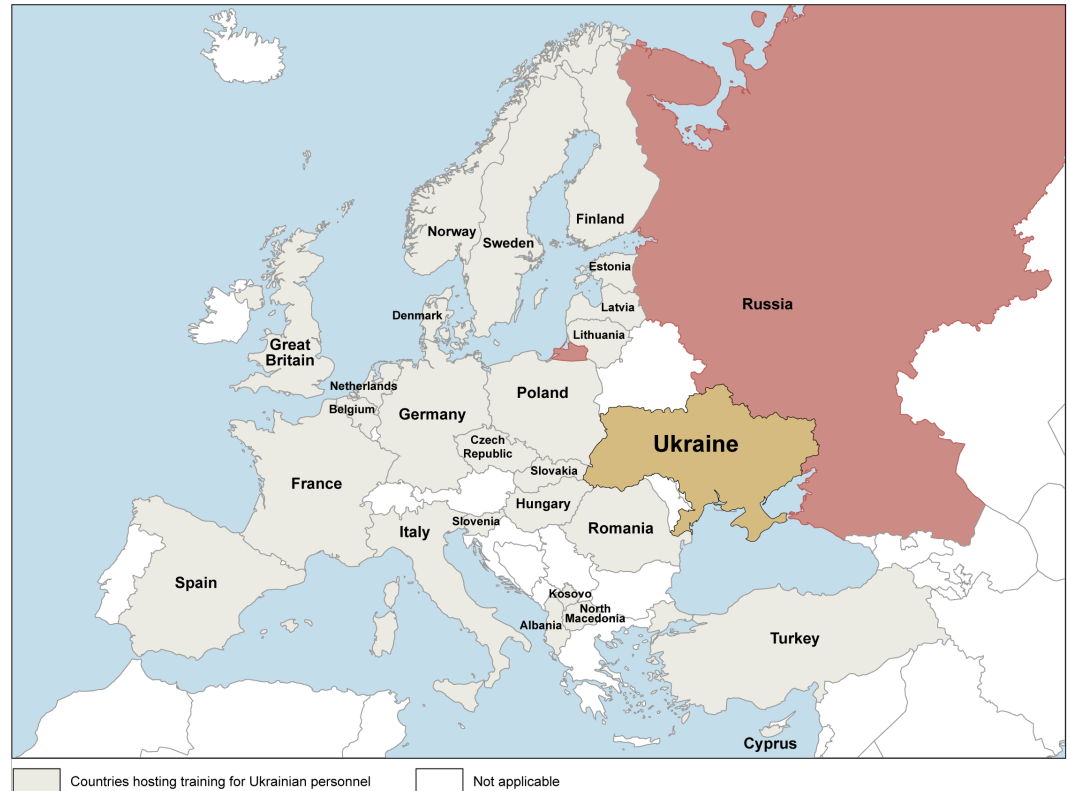 Norway
Sweden
Finland
Estonia
Latvia
Lithuania
Russia
Denmark
Great
Britain
Netherlands
Belgium
Germany
Poland
Ukraine
Czech
Republic
Slovakia
France
Hungary
Slovenia
Italy
Romania
Spain
Kosovo
North
Macedonia
Albania
Turkey
Cyprus
Countries hosting training for Ukrainian personnel
Not applicable